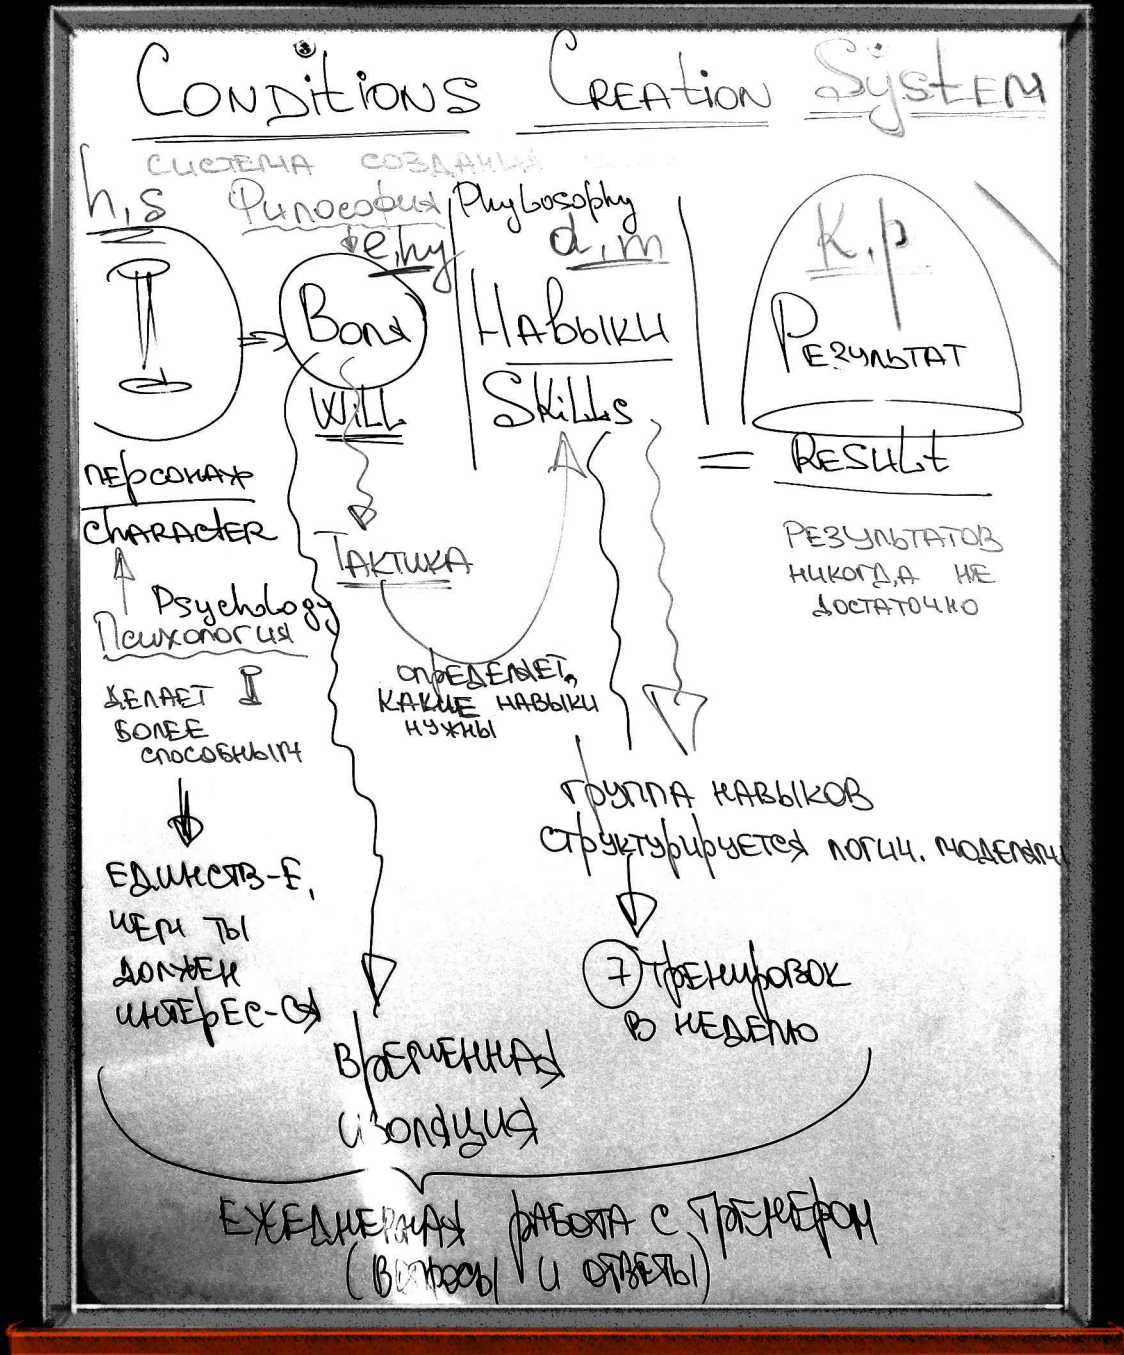 Conditions Creation System
СИСТЕМА СОЗДАНИЯ
h, s
Философия
Phylosophy
e, hy
d, m
K, p
Воля
Навыки
Результат
Will
Skills
= Result
персонаж
Character
Результатов
никогда не
достаточно
Тактика
Psychology
Психология
определяет,
какие навыки
нужны
делает
более
способным
группа навыков
структурируется логич. моделями
единств-е,
чем ты
должен
интерес-ся
7 тренировок
в неделю
Временная
изоляция
Ежедневная работа с тренером
(вопросы и ответы)